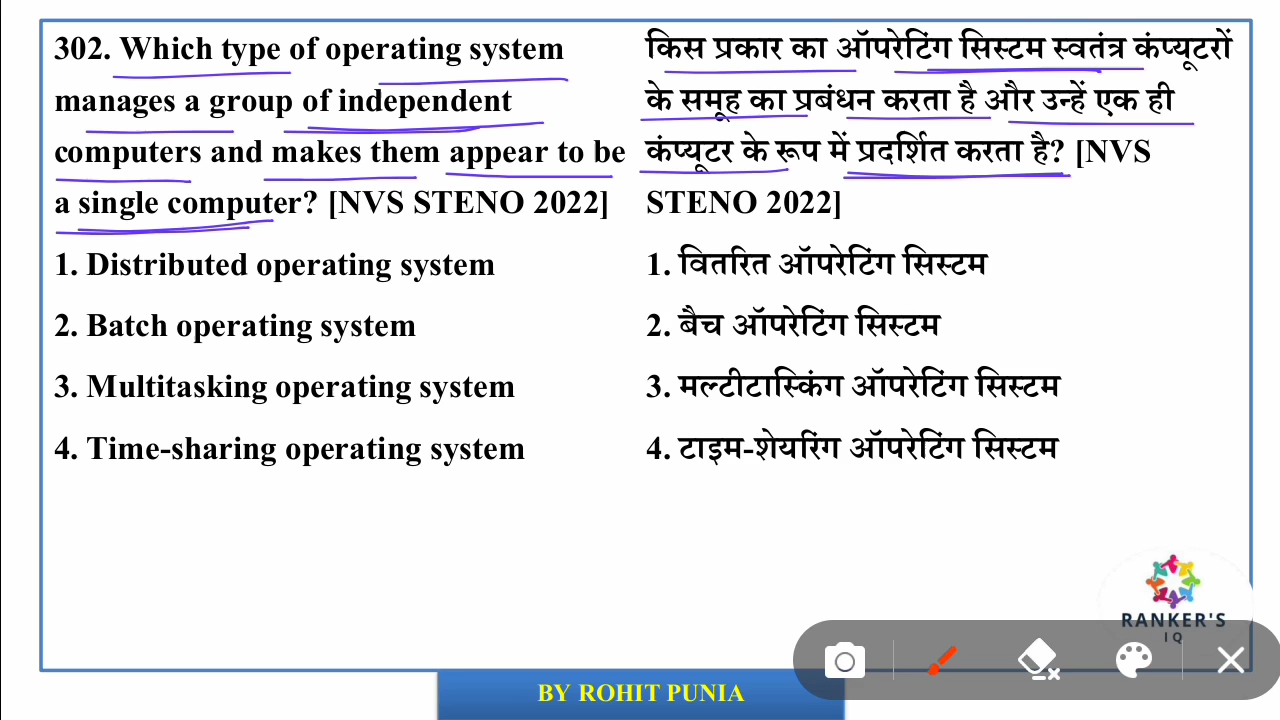 302. Which type of operating system
manages a group of independent
computers and makes them appear to be
a single computer? [NVS STENO 2022]
1. Distributed operating system
2. Batch operating system
3. Multitasking operating system
4. Time-sharing operating system
किस प्रकार का ऑपरेटिंग सिस्टम स्वतंत्र कंप्यूटरों
के समूह का प्रबंधन करता है और उन्हें एक ही
कंप्यूटर के रूप में प्रदर्शित करता है? [NVS
STENO 2022]
1. वितरित ऑपरेटिंग सिस्टम
2. बैच ऑपरेटिंग सिस्टम
3. मल्टीटास्किंग ऑपरेटिंग सिस्टम
4. टाइम-शेयरिंग ऑपरेटिंग सिस्टम
RANKER'S
IQ
BY ROHIT PUNIA